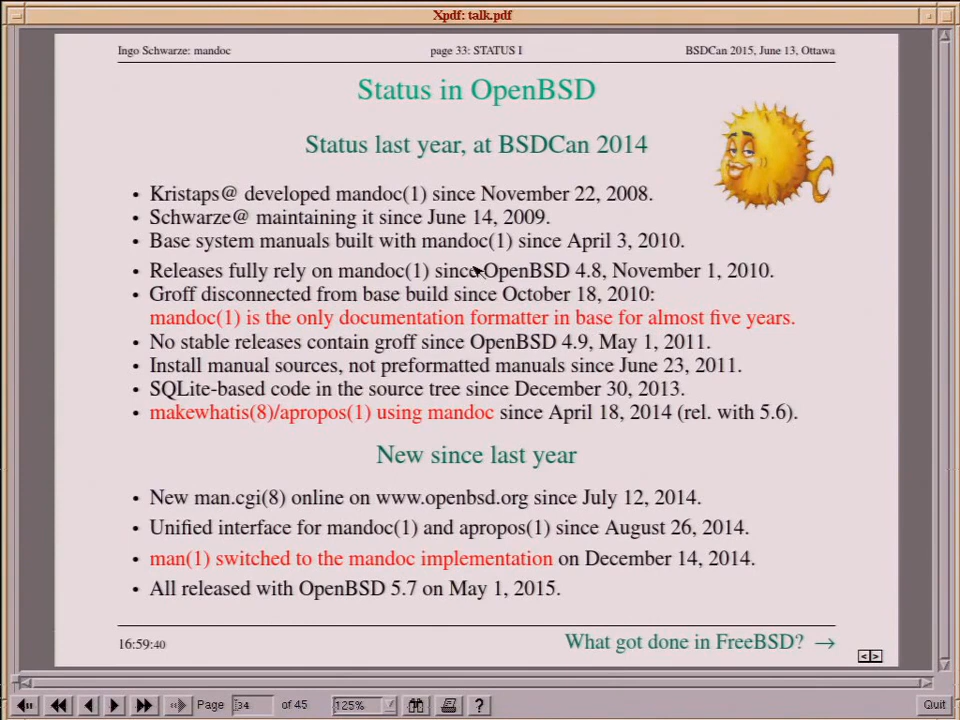 Xpdf: talk.pdf
Ingo Schwarze: mandoc page 33: STATUS I BSDCan 2015, June 13, Ottawa
Status in OpenBSD
Status last year, at BSDCan 2014
• Kristaps@ developed mandoc(1) since November 22, 2008.
• Schwarze@ maintaining it since June 14, 2009.
• Base system manuals built with mandoc(1) since April 3, 2010.
• Releases fully rely on mandoc(1) since OpenBSD 4.8, November 1, 2010.
• Groff disconnected from base build since October 18, 2010:
mandoc(1) is the only documentation formatter in base for almost five years.
• No stable releases contain groff since OpenBSD 4.9, May 1, 2011.
• Install manual sources, not preformatted manuals since June 23, 2011.
• SQLite-based code in the source tree since December 30, 2013.
• makewhatis(8)/apropos(1) using mandoc since April 18, 2014 (rel. with 5.6).
New since last year
• New man.cgi(8) online on www.openbsd.org since July 12, 2014.
• Unified interface for mandoc(1) and apropos(1) since August 26, 2014.
• man(1) switched to the mandoc implementation on December 14, 2014.
• All released with OpenBSD 5.7 on May 1, 2015.
16:59:40 What got done in FreeBSD? →
<>
Page 34 of 45 125% ? Quit